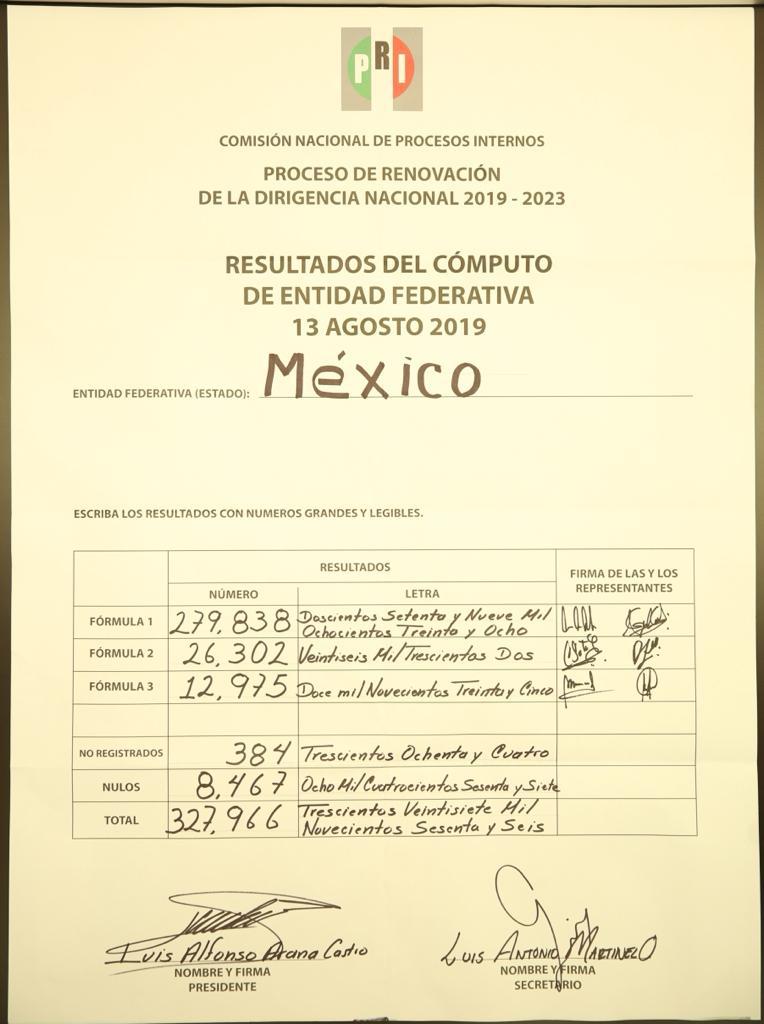 PRI
COMISIÓN NACIONAL DE PROCESOS INTERNOS
PROCESO DE RENOVACIÓN
DE LA DIRIGENCIA NACIONAL 2019 - 2023
RESULTADOS DEL CÓMPUTO
DE ENTIDAD FEDERATIVA
13 AGOSTO 2019
ENTIDAD FEDERATIVA (ESTADO): México
ESCRIBA LOS RESULTADOS CON NUMEROS GRANDES Y LEGIBLES.
RESULTADOS
FIRMA DE LAS Y LOS
REPRESENTANTES
NÚMERO LETRA
FÓRMULA 1 279,838 Doscientos Setenta y Nueve Mil
Ochocientos Treinta y Ocho
FÓRMULA 2 26,302 Veintiseis Mil Trescientos Dos
FÓRMULA 3 12,975 Doce mil Novecientos Treinta y Cinco
NO REGISTRADOS 384 Trescientos Ochenta y Cuatro
NULOS 8,467 Ocho Mil Cuatrocientos Sesenta y Siete
TOTAL 327,966 Trescientos Veintisiete Mil
Novecientos Sesenta y Seis
Luis Alfonso Arana Castro
NOMBRE Y FIRMA
PRESIDENTE
LUIS ANTONIO MARTINEZ O
NOMBRE Y FIRMA
SECRETARIO